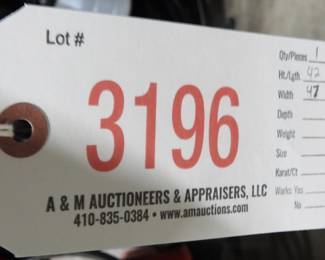 Lot #
3196
A & M AUCTIONEERS & APPRAISERS, LLC
410-835-0384 • www.amauctions.com
Qty/Pieces 1
Ht./Lgth 42
Width 47
Depth
Weight
Size
Karat/Ct
Works: Yes
No